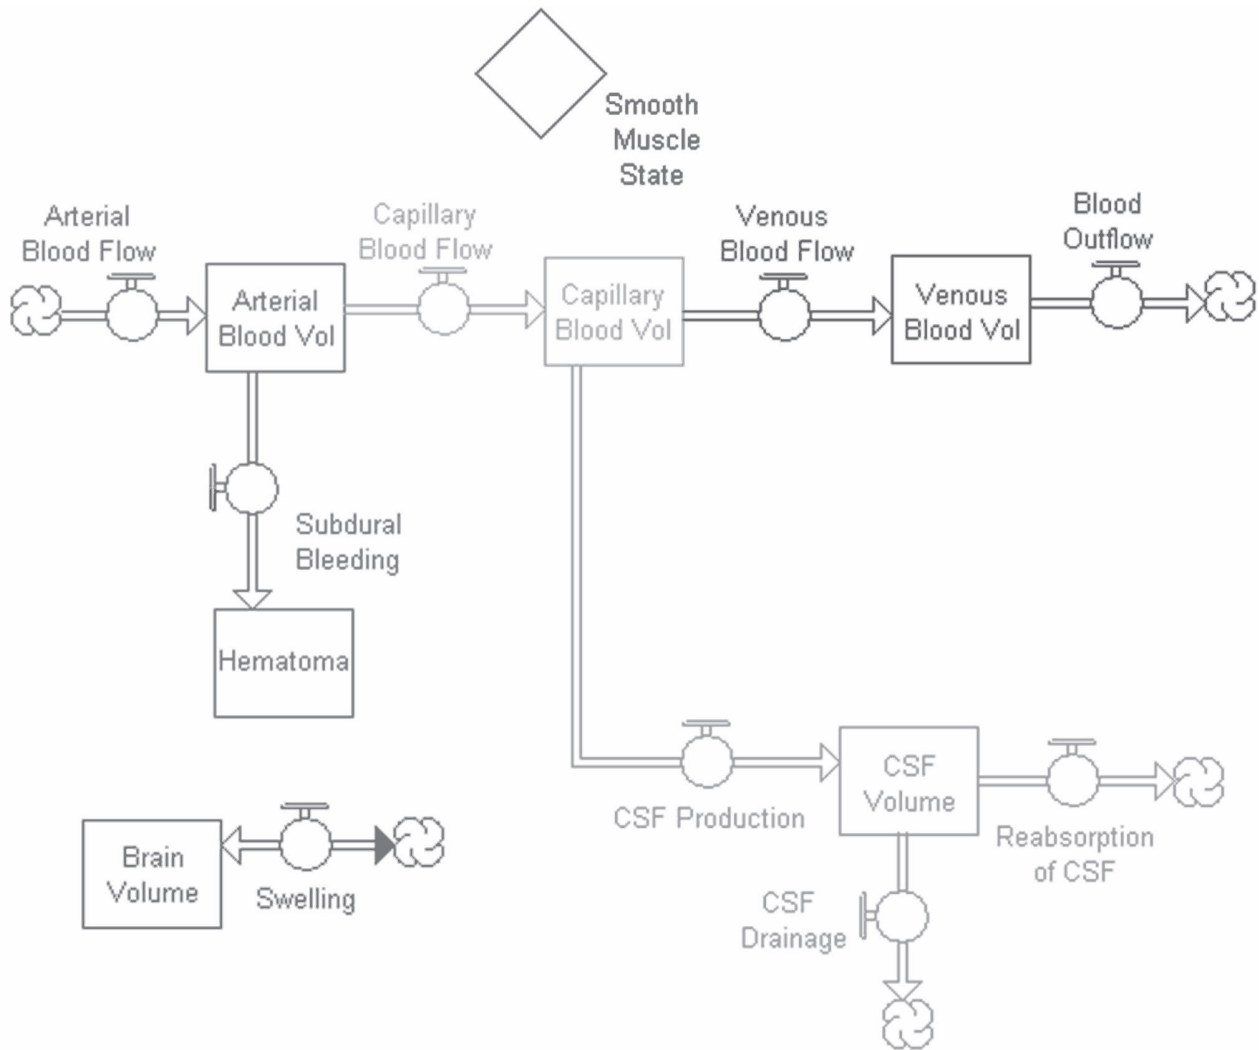 Smooth
Muscle
State
Arterial
Blood Flow
Capillary
Blood Flow
Venous
Blood Flow
Blood
Outflow
Arterial
Blood Vol
Capillary
Blood Vol
Venous
Blood Vol
Subdural
Bleeding
Hematoma
CSF Production
CSF
Volume
Reabsorption
of CSF
Brain
Volume
Swelling
CSF
Drainage